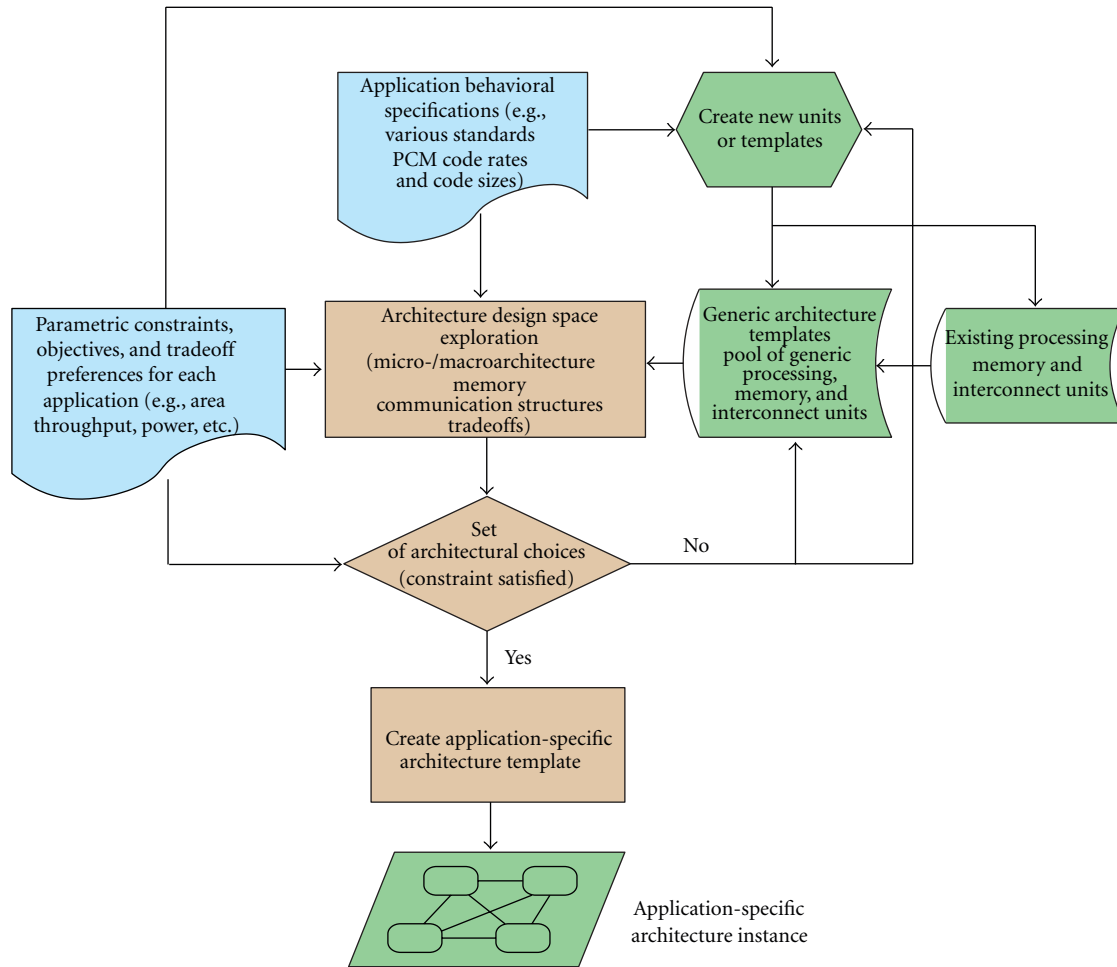 Application behavioral
specifications (e.g.,
various standards
PCM code rates
and code sizes)
Create new units
or templates
Parametric constraints,
objectives, and tradeoff
preferences for each
application (e.g., area
throughput, power, etc.)
Architecture design space
exploration
(micro-/macroarchitecture
memory
communication structures
tradeoffs)
Generic architecture
templates
pool of generic
processing,
memory, and
interconnect units
Existing processing
memory and
interconnect units
Set
of architectural choices
(constraint satisfied)
No
Yes
Create application-specific
architecture template
Application-specific
architecture instance